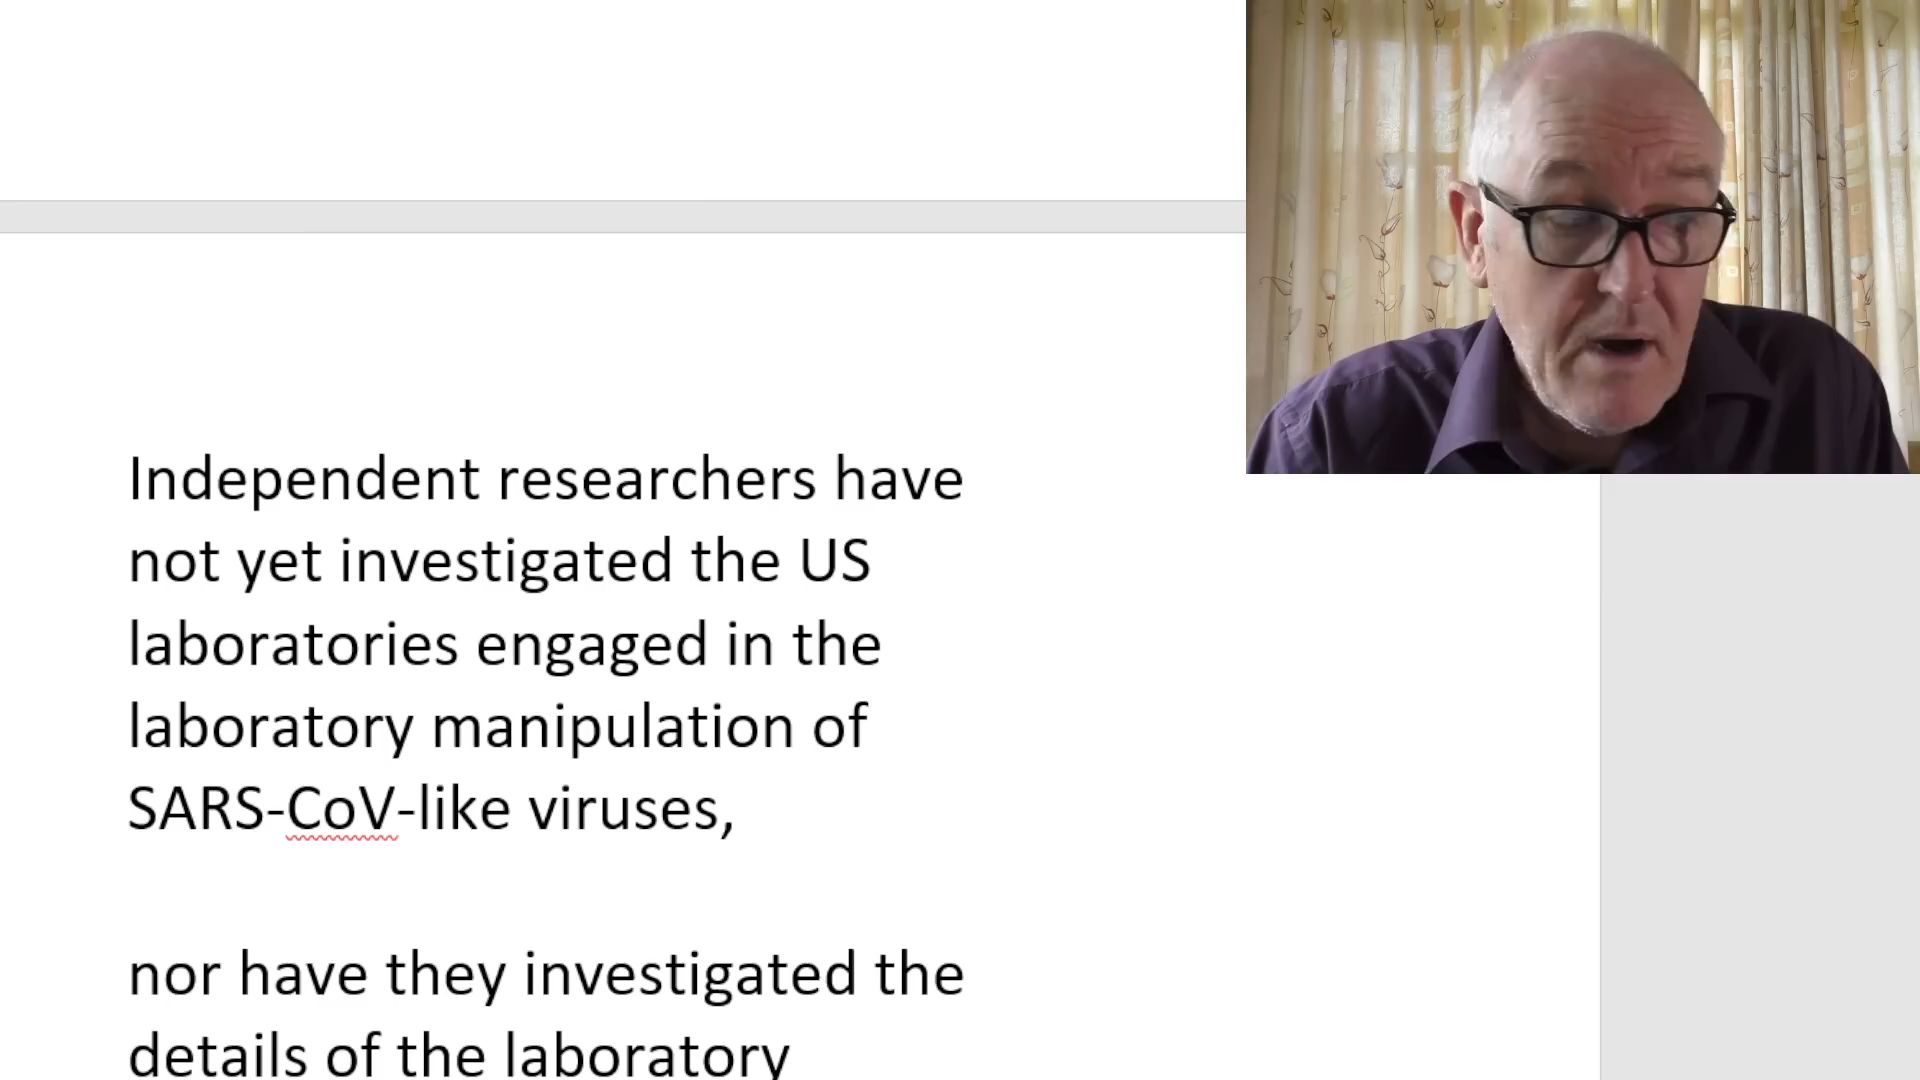 Independent researchers have
not yet investigated the US
laboratories engaged in the
laboratory manipulation of
SARS-CoV-like viruses,
nor have they investigated the
details of the laboratory